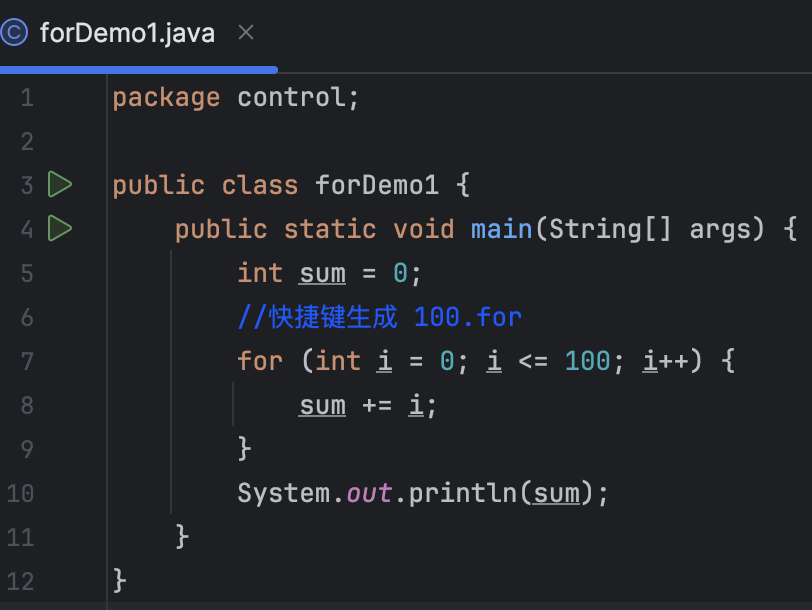 forDemo1.java
1 package control;
2
3 public class forDemo1 {
4     public static void main(String[] args) {
5         int sum = 0;
6         //快捷键生成 100.for
7         for (int i = 0; i <= 100; i++) {
8             sum += i;
9         }
10         System.out.println(sum);
11     }
12 }